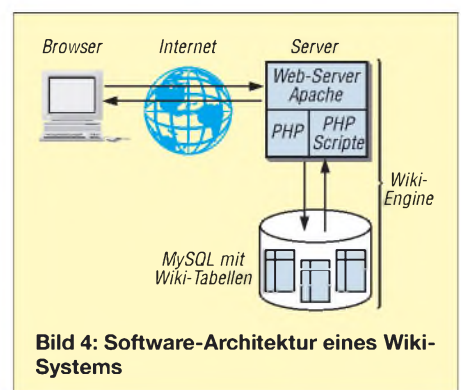 Browser
Internet
Server
Web-Server
Apache
PHP
PHP
Scripte
Wiki-
Engine
MySQL mit
Wiki-Tabellen
Bild 4: Software-Architektur eines Wiki-
Systems